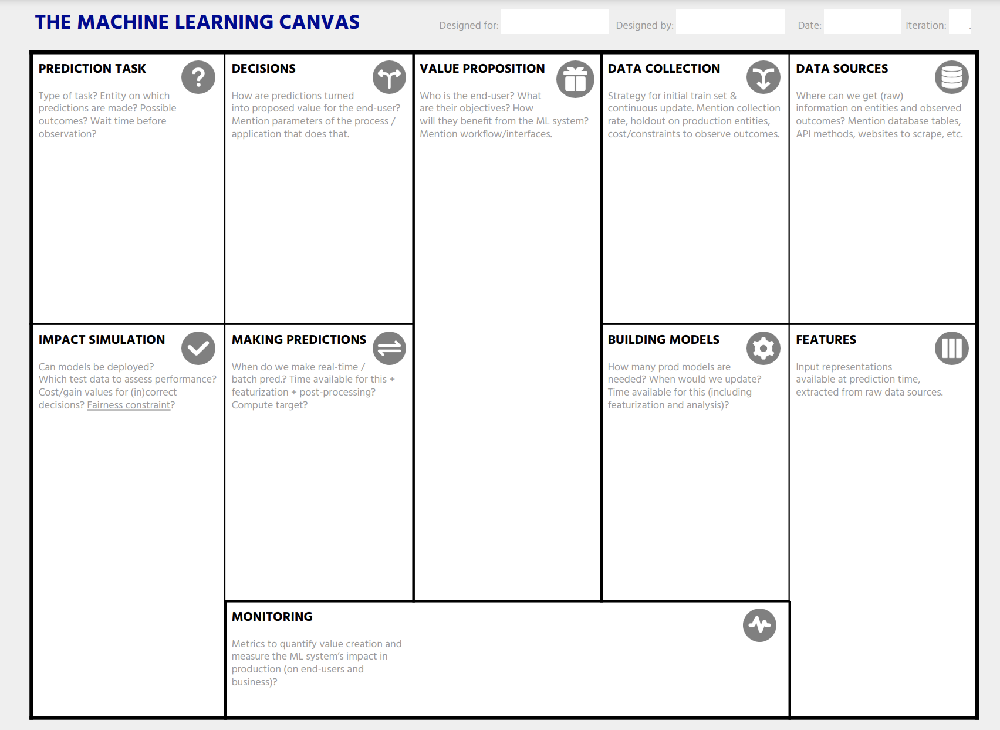 THE MACHINE LEARNING CANVAS
Designed for:
Designed by:
Date:
Iteration: .
PREDICTION TASK
Type of task? Entity on which
predictions are made? Possible
outcomes? Wait time before
observation?
DECISIONS
How are predictions turned
into proposed value for the end-user?
Mention parameters of the process /
application that does that.
VALUE PROPOSITION
Who is the end-user? What
are their objectives? How
will they benefit from the ML system?
Mention workflow/interfaces.
DATA COLLECTION
Strategy for initial train set &
continuous update. Mention collection
rate, holdout on production entities,
cost/constraints to observe outcomes.
DATA SOURCES
Where can we get (raw)
information on entities and observed
outcomes? Mention database tables,
API methods, websites to scrape, etc.
IMPACT SIMULATION
Can models be deployed?
Which test data to assess performance?
Cost/gain values for (in)correct
decisions? Fairness constraint?
MAKING PREDICTIONS
When do we make real-time /
batch pred.? Time available for this +
featurization + post-processing?
Compute target?
BUILDING MODELS
How many prod models are
needed? When would we update?
Time available for this (including
featurization and analysis)?
FEATURES
Input representations
available at prediction time,
extracted from raw data sources.
MONITORING
Metrics to quantify value creation and
measure the ML system’s impact in
production (on end-users and
business)?